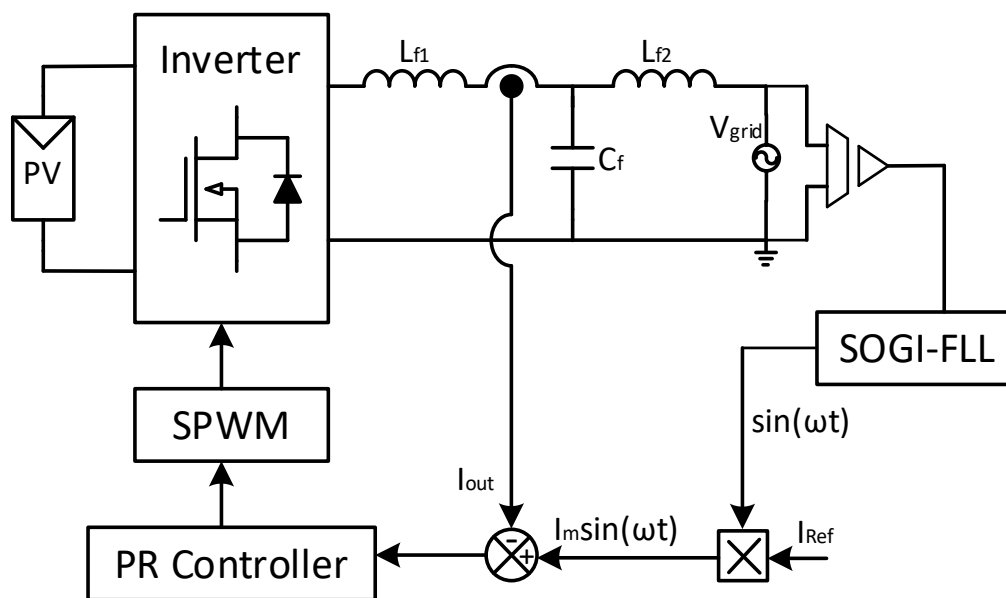 Inverter
PV
Lf1
Lf2
Cf
Vgrid
SOGI-FLL
sin(ωt)
SPWM
Iout
-
+
Imsin(ωt)
IRef
PR Controller